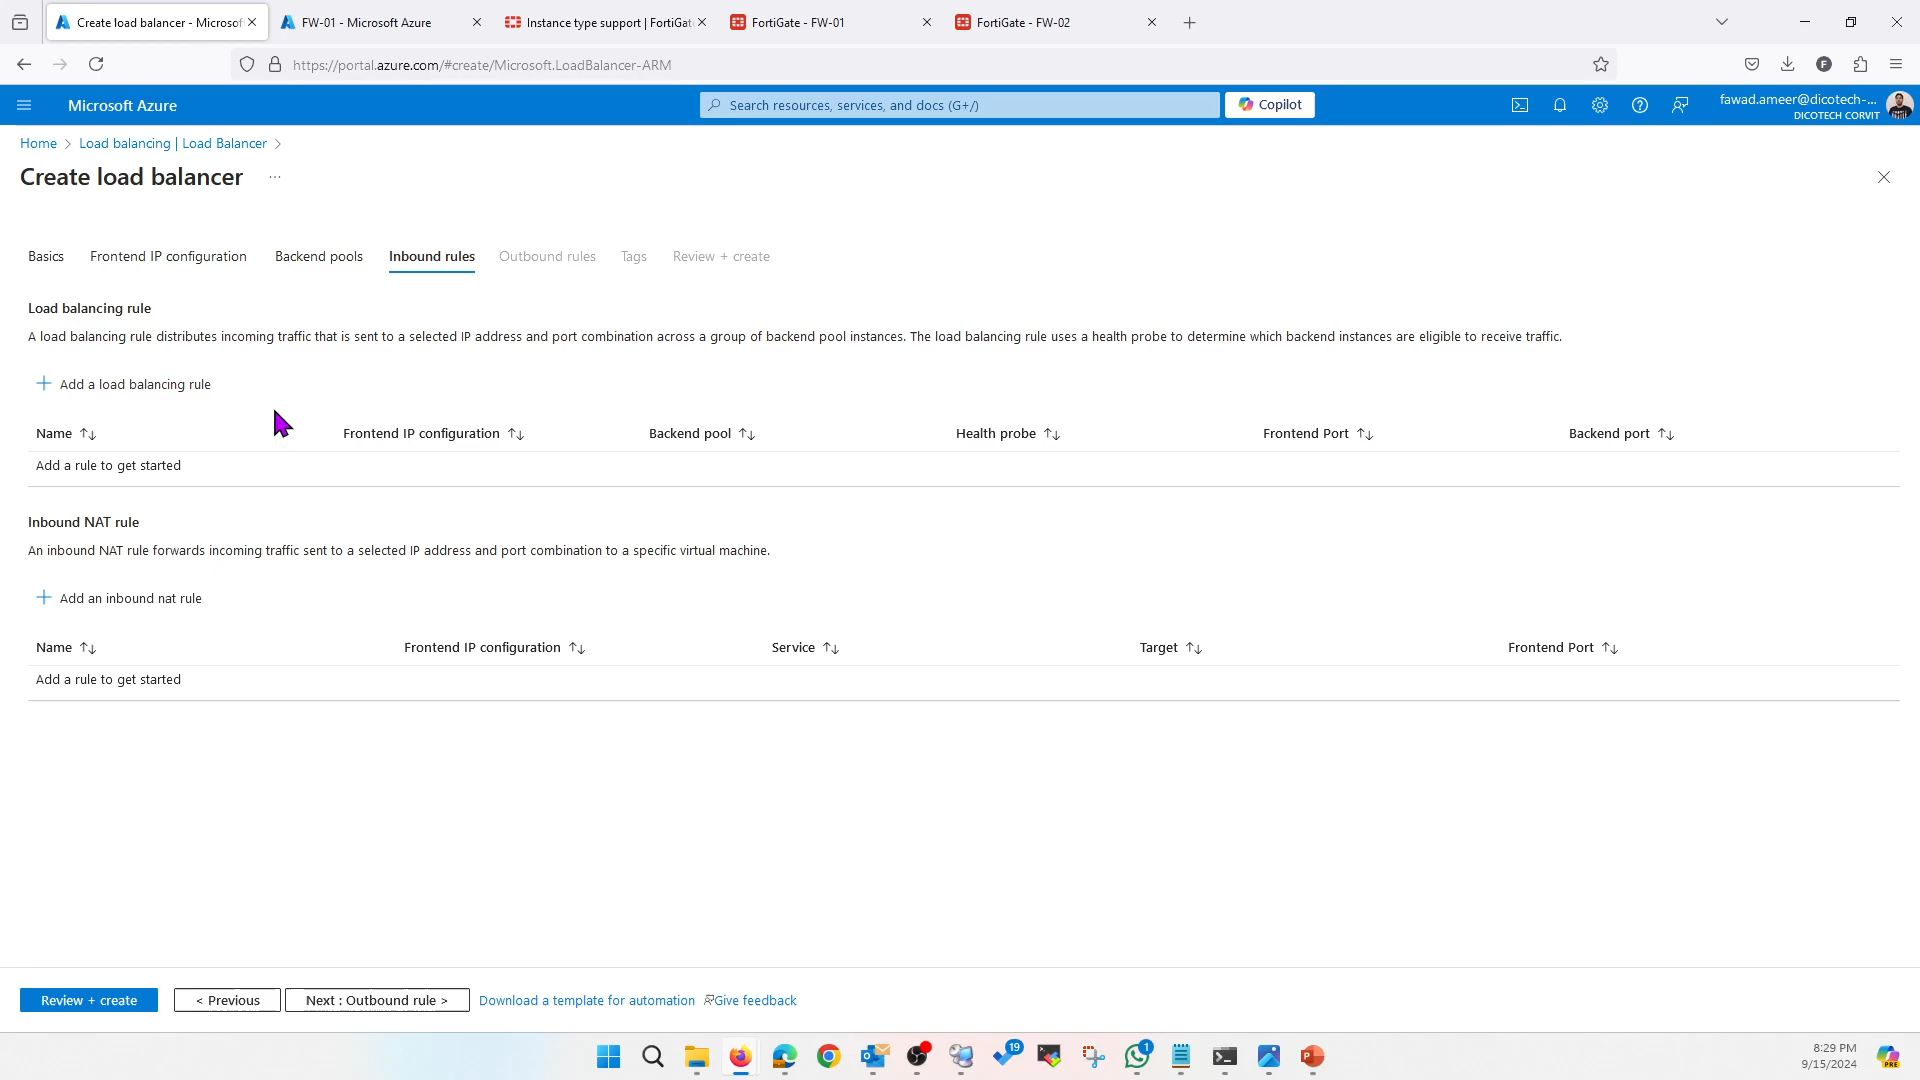 Create load balancer - Microsof
FW-01 - Microsoft Azure
Instance type support | FortiGat
FortiGate - FW-01
FortiGate - FW-02
https://portal.azure.com/#create/Microsoft.LoadBalancer-ARM
F
Microsoft Azure
Search resources, services, and docs (G+/)
Copilot
fawad.ameer@dicotech-...
DICOTECH CORVIT
Home > Load balancing | Load Balancer >
Create load balancer ...
Basics
Frontend IP configuration
Backend pools
Inbound rules
Outbound rules
Tags
Review + create
Load balancing rule
A load balancing rule distributes incoming traffic that is sent to a selected IP address and port combination across a group of backend pool instances. The load balancing rule uses a health probe to determine which backend instances are eligible to receive traffic.
+ Add a load balancing rule
Name ↑↓ Frontend IP configuration ↑↓ Backend pool ↑↓ Health probe ↑↓ Frontend Port ↑↓ Backend port ↑↓
Add a rule to get started
Inbound NAT rule
An inbound NAT rule forwards incoming traffic sent to a selected IP address and port combination to a specific virtual machine.
+ Add an inbound nat rule
Name ↑↓ Frontend IP configuration ↑↓ Service ↑↓ Target ↑↓ Frontend Port ↑↓
Add a rule to get started
Review + create
< Previous
Next : Outbound rule >
Download a template for automation
Give feedback
19
1
8:29 PM
9/15/2024
PRE